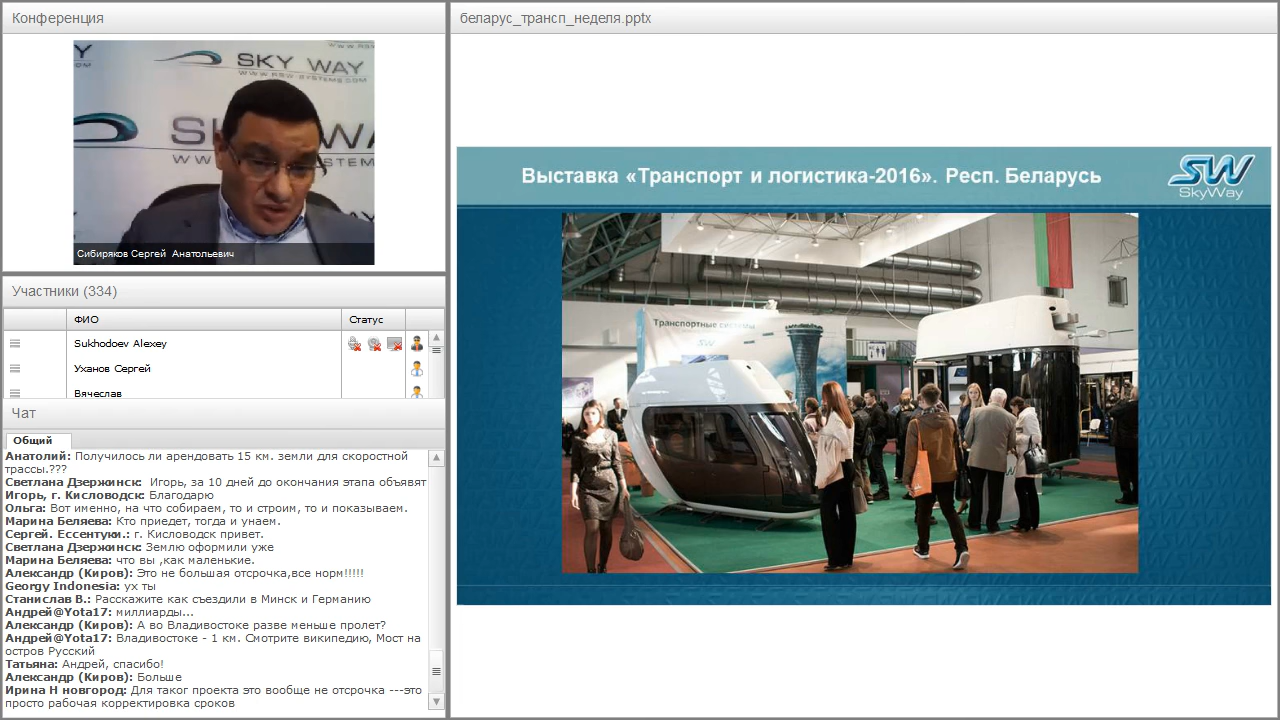 Конференция
SKY WAY
WWW.RSW-SYSTEMS.COM
Сибиряков Сергей Анатольевич
Участники (334)
ФИО
Статус
Sukhodoev Alexey
Уханов Сергей
Вячеслав
Чат
Общий
Анатолий: Получилось ли арендовать 15 км. земли для скоростной
трассы.???
Светлана Дзержинск: Игорь, за 10 дней до окончания этапа объявят
Игорь, г. Кисловодск: Благодарю
Ольга: Вот именно, на что собираем, то и строим, то и показываем.
Марина Беляева: Кто приедет, тогда и унаем.
Сергей. Ессентуки.: г. Кисловодск привет.
Светлана Дзержинск: Землю оформили уже
Марина Беляева: что вы ,как маленькие.
Александр (Киров): Это не большая отсрочка,все норм!!!!!
Georgy Indonesia: ух ты
Станислав В.: Расскажите как съездили в Минск и Германию
Андрей@Yota17: миллиарды...
Александр (Киров): А во Владивостоке разве меньше пролет?
Андрей@Yota17: Владивостоке - 1 км. Смотрите википедию, Мост на
остров Русский
Татьяна: Андрей, спасибо!
Александр (Киров): Больше
Ирина Н новгород: Для таког проекта это вообще не отсрочка ---это
просто рабочая корректировка сроков
беларус_трансп_неделя.pptx
Выставка «Транспорт и логистика-2016». Респ. Беларусь
SW
SkyWay
Транспортные системы
SW